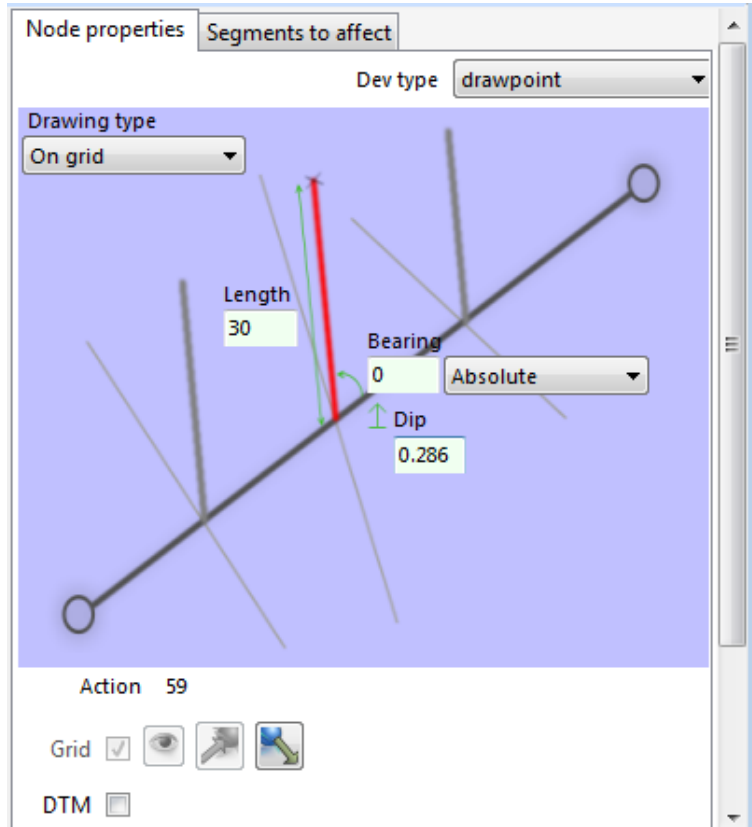 Node properties Segments to affect
Dev type drawpoint
Drawing type
On grid
Length
30
Bearing
0 Absolute
Dip
0.286
Action 59
Grid
DTM